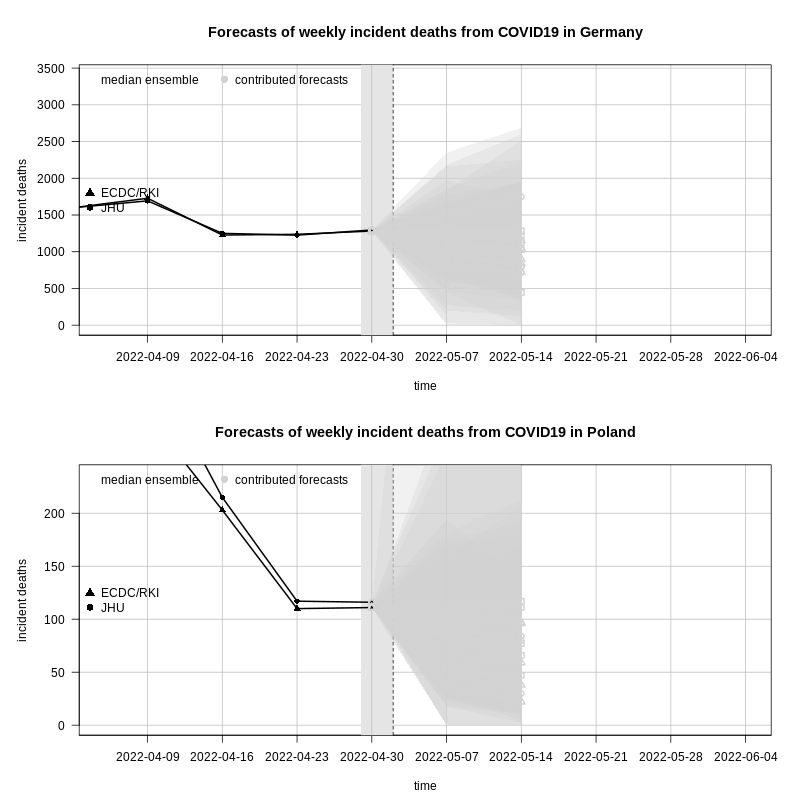 Forecasts of weekly incident deaths from COVID19 in Germany
3500
median ensemble contributed forecasts
3000
2500
2000
ECDC/RKI
JHU
1500
1000
500
0
incident deaths
2022-04-09 2022-04-16 2022-04-23 2022-04-30 2022-05-07 2022-05-14 2022-05-21 2022-05-28 2022-06-04
time
Forecasts of weekly incident deaths from COVID19 in Poland
median ensemble contributed forecasts
200
150
ECDC/RKI
JHU
100
50
0
incident deaths
2022-04-09 2022-04-16 2022-04-23 2022-04-30 2022-05-07 2022-05-14 2022-05-21 2022-05-28 2022-06-04
time